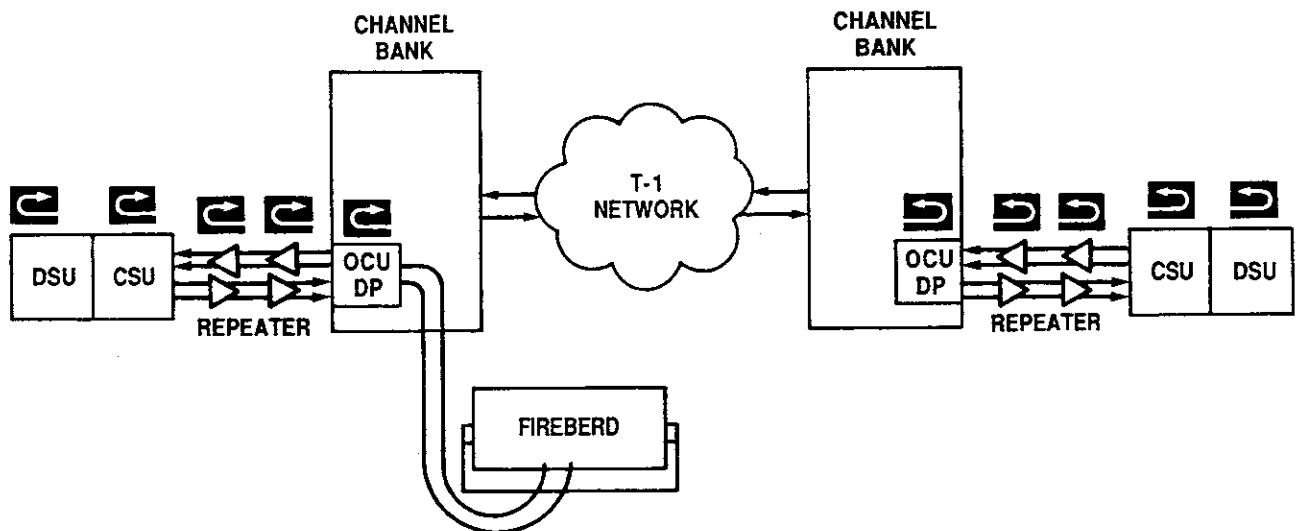 CHANNEL
BANK
CHANNEL
BANK
T-1
NETWORK
DSU
CSU
OCU
DP
REPEATER
OCU
DP
REPEATER
CSU
DSU
FIREBERD